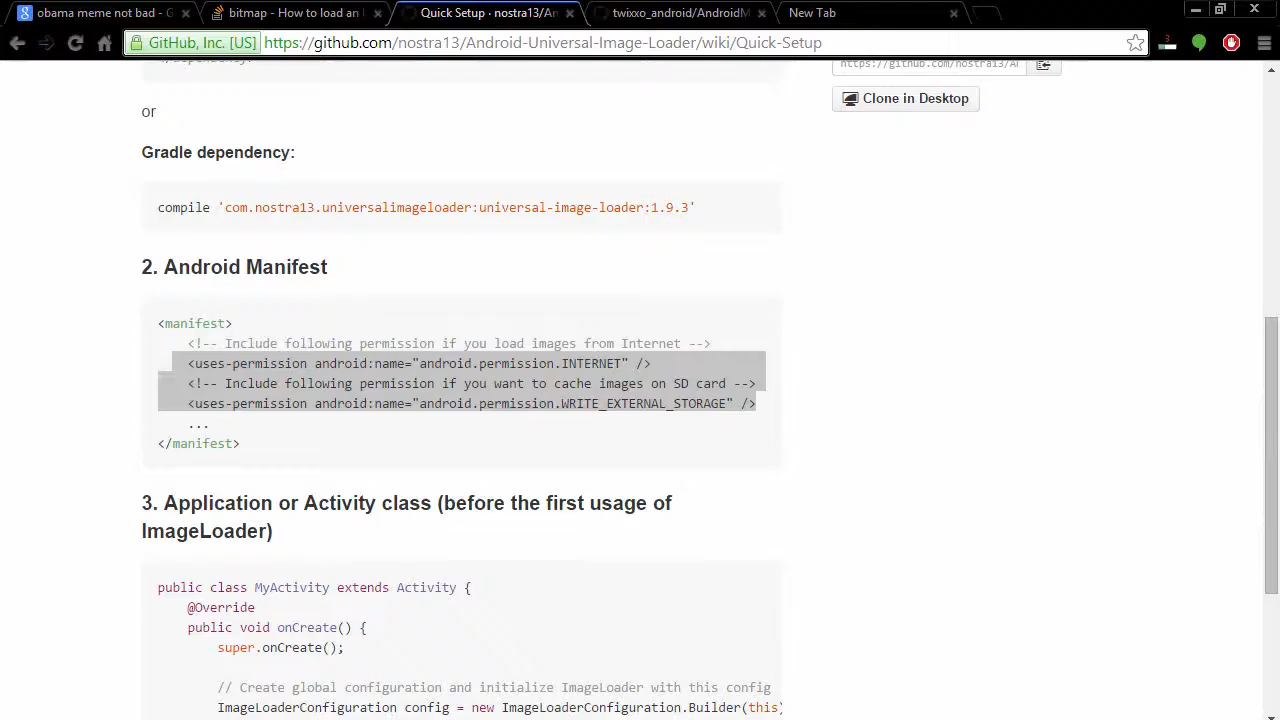 obama meme not bad - G
bitmap - How to load an
Quick Setup · nostra13/An
twixxo_android/AndroidM
New Tab
GitHub, Inc. [US] https://github.com/nostra13/Android-Universal-Image-Loader/wiki/Quick-Setup
3
https://github.com/nostra13/Ar
Clone in Desktop
or
Gradle dependency:
compile 'com.nostra13.universalimageloader:universal-image-loader:1.9.3'
2. Android Manifest
<manifest>
<!-- Include following permission if you load images from Internet -->
<uses-permission android:name="android.permission.INTERNET" />
<!-- Include following permission if you want to cache images on SD card -->
<uses-permission android:name="android.permission.WRITE_EXTERNAL_STORAGE" />
...
</manifest>
3. Application or Activity class (before the first usage of
ImageLoader)
public class MyActivity extends Activity {
@Override
public void onCreate() {
super.onCreate();
// Create global configuration and initialize ImageLoader with this config
ImageLoaderConfiguration config = new ImageLoaderConfiguration.Builder(this)